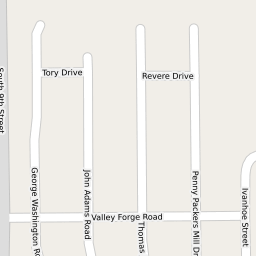 Tory Drive
Revere Drive
South 9th Street
George Washington Ro
John Adams Road
Valley Forge Road
Thomas
Penny Packers Mill Dr
Ivanhoe Street